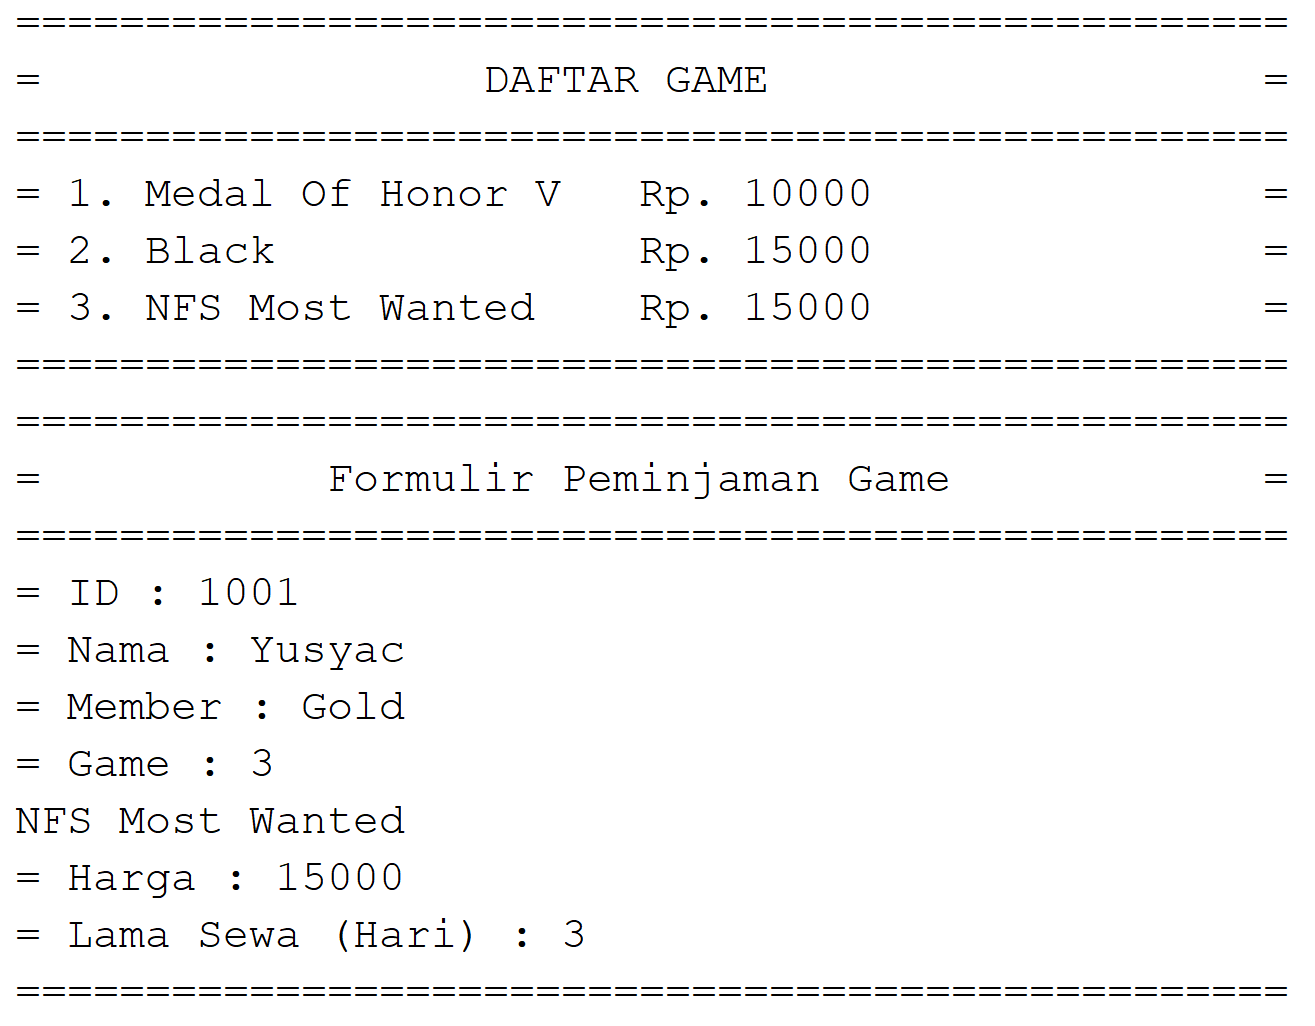 =================================================
=                 DAFTAR GAME                   =
=================================================
= 1. Medal Of Honor V   Rp. 10000               =
= 2. Black              Rp. 15000               =
= 3. NFS Most Wanted    Rp. 15000               =
=================================================
=================================================
=           Formulir Peminjaman Game            =
=================================================
= ID : 1001
= Nama : Yusyac
= Member : Gold
= Game : 3
NFS Most Wanted
= Harga : 15000
= Lama Sewa (Hari) : 3
=================================================